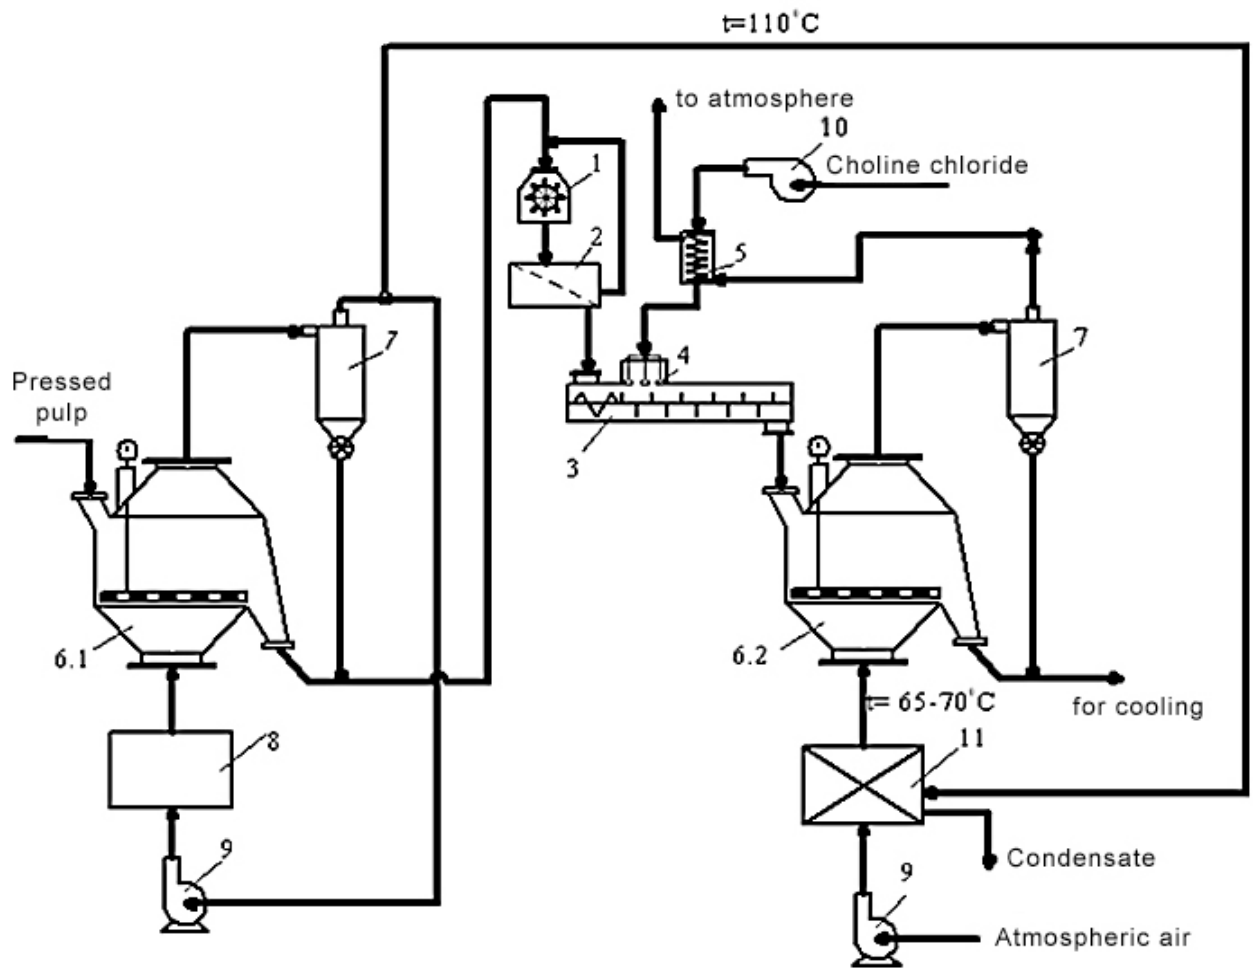 t=110°C
to atmosphere
10
Choline chloride
1
2
5
7
4
7
Pressed
pulp
3
6.1
6.2
t= 65-70°C
for cooling
8
11
9
Condensate
9
Atmospheric air